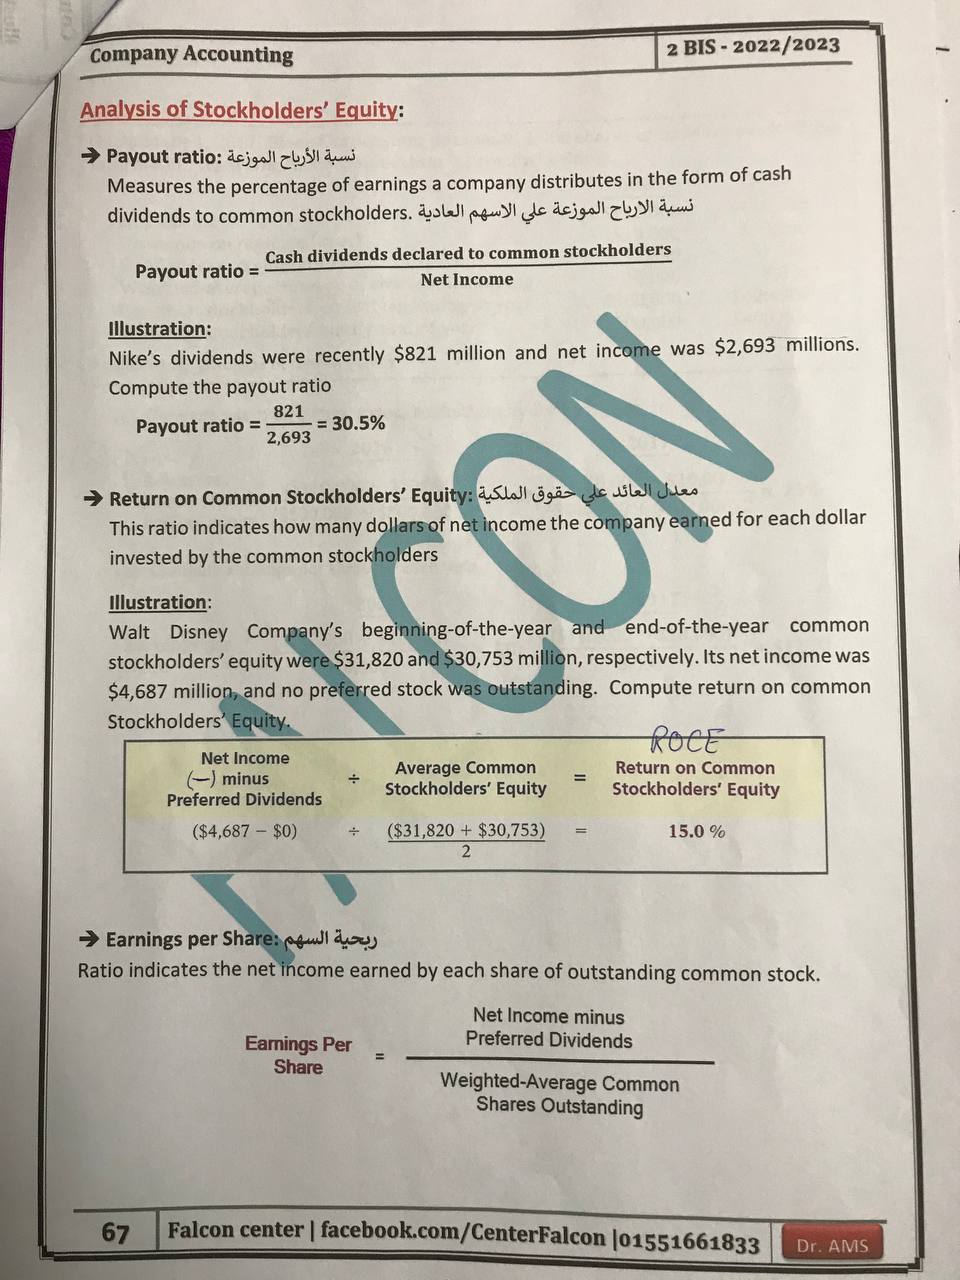 Company Accounting
2 BIS - 2022/2023
Analysis of Stockholders' Equity:
→ Payout ratio: نسبة الأرباح الموزعة
Measures the percentage of earnings a company distributes in the form of cash
dividends to common stockholders. نسبة الارباح الموزعة علي الاسهم العادية
Payout ratio = Cash dividends declared to common stockholders
Net Income
Illustration:
Nike's dividends were recently $821 million and net income was $2,693 millions.
Compute the payout ratio
Payout ratio = 821 = 30.5%
2,693
→ Return on Common Stockholders' Equity: معدل العائد علي حقوق الملكية
This ratio indicates how many dollars of net income the company earned for each dollar
invested by the common stockholders
Illustration:
Walt Disney Company's beginning-of-the-year and end-of-the-year common
stockholders' equity were $31,820 and $30,753 million, respectively. Its net income was
$4,687 million, and no preferred stock was outstanding. Compute return on common
Stockholders' Equity.
ROCE
Net Income
(—) minus
Preferred Dividends
÷
Average Common
Stockholders' Equity
=
Return on Common
Stockholders' Equity
($4,687 – $0) ÷ ($31,820 + $30,753) = 15.0 %
2
→ Earnings per Share: ربحية السهم
Ratio indicates the net income earned by each share of outstanding common stock.
Earnings Per
Share
=
Net Income minus
Preferred Dividends
Weighted-Average Common
Shares Outstanding
FALCON
67
Falcon center | facebook.com/CenterFalcon |01551661833
Dr. AMS